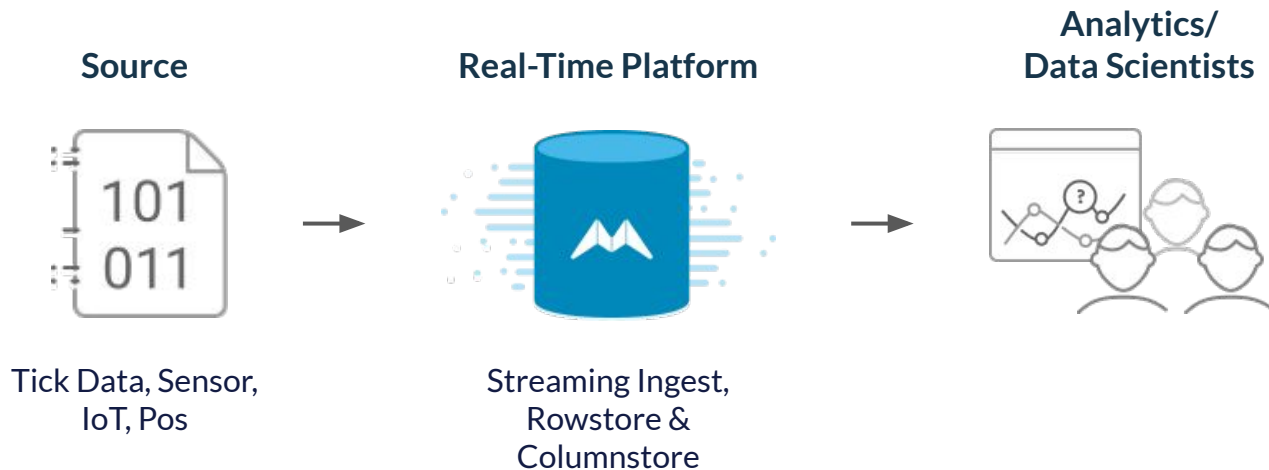 Source
Real-Time Platform
Analytics/
Data Scientists
101
011
?
Tick Data, Sensor,
IoT, Pos
Streaming Ingest,
Rowstore &
Columnstore